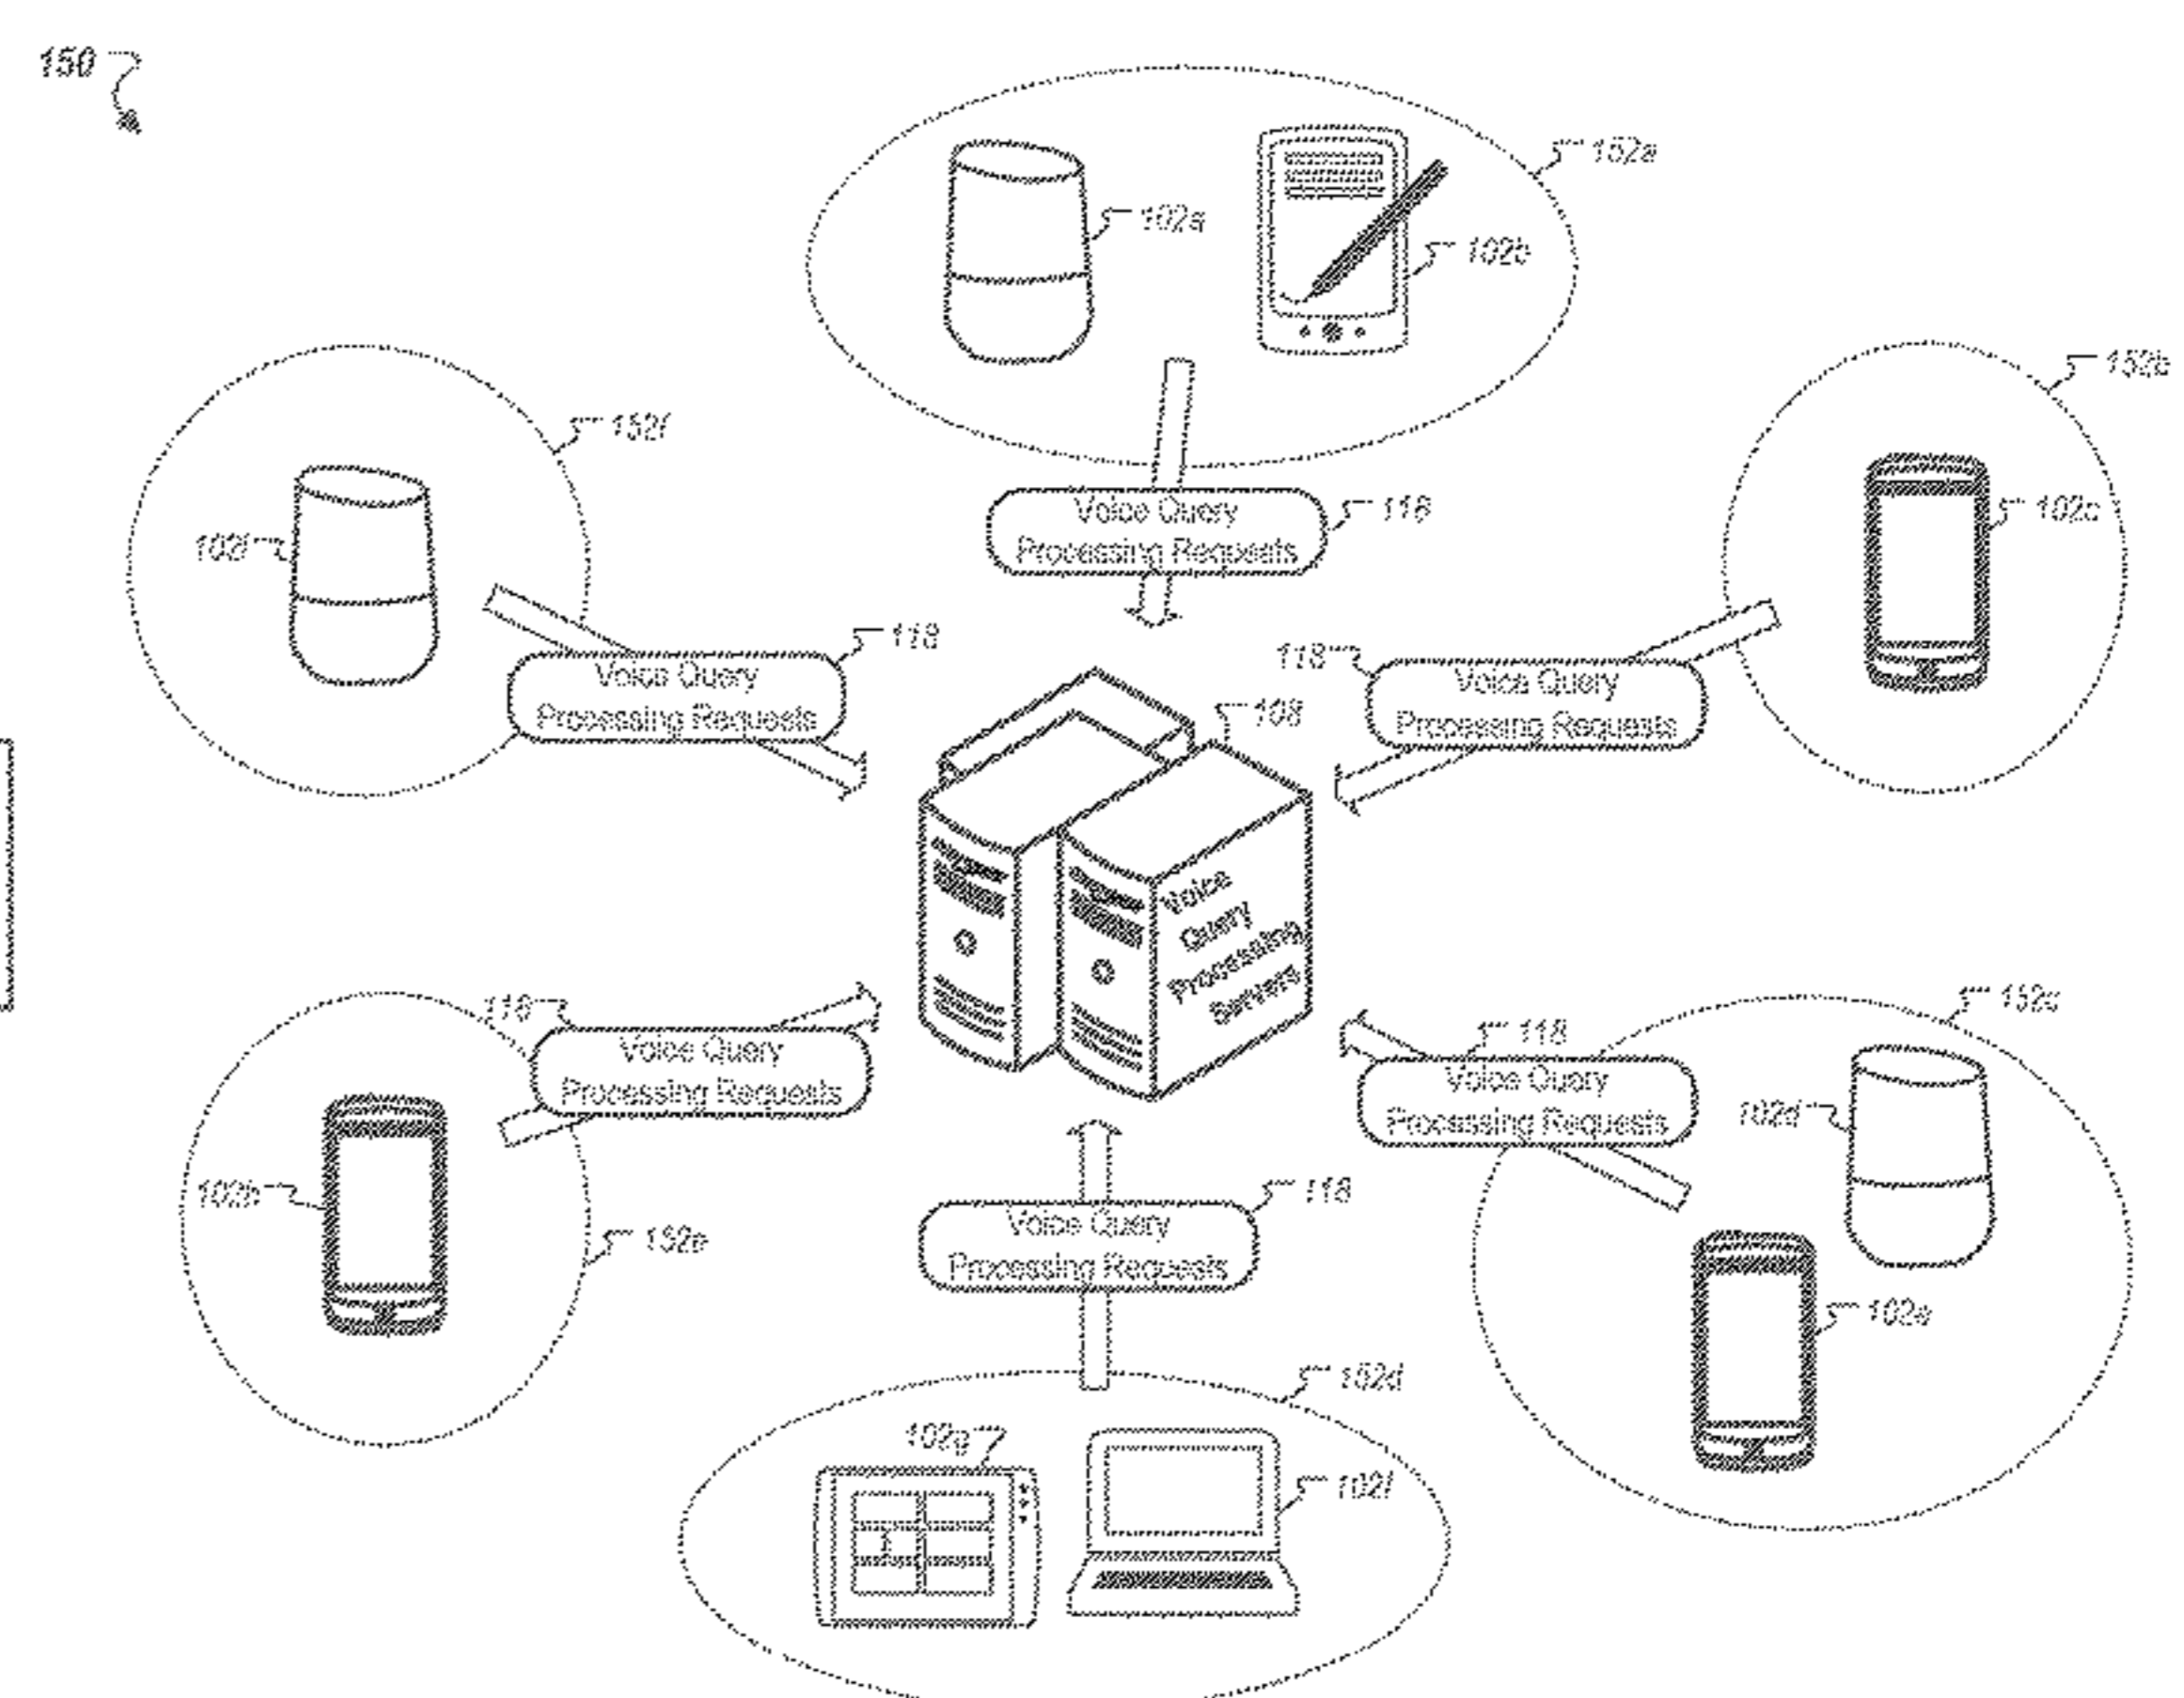 150
152a
102a
102b
152b
152f
118
Voice Query
Processing Requests
102c
102i
118
Voice Query
Processing Requests
118
Voice Query
Processing Requests
108
Voice
Query
Processing
Servers
118
Voice Query
Processing Requests
152c
118
Voice Query
Processing Requests
102d
102h
152e
118
Voice Query
Processing Requests
102e
152d
102g
102f